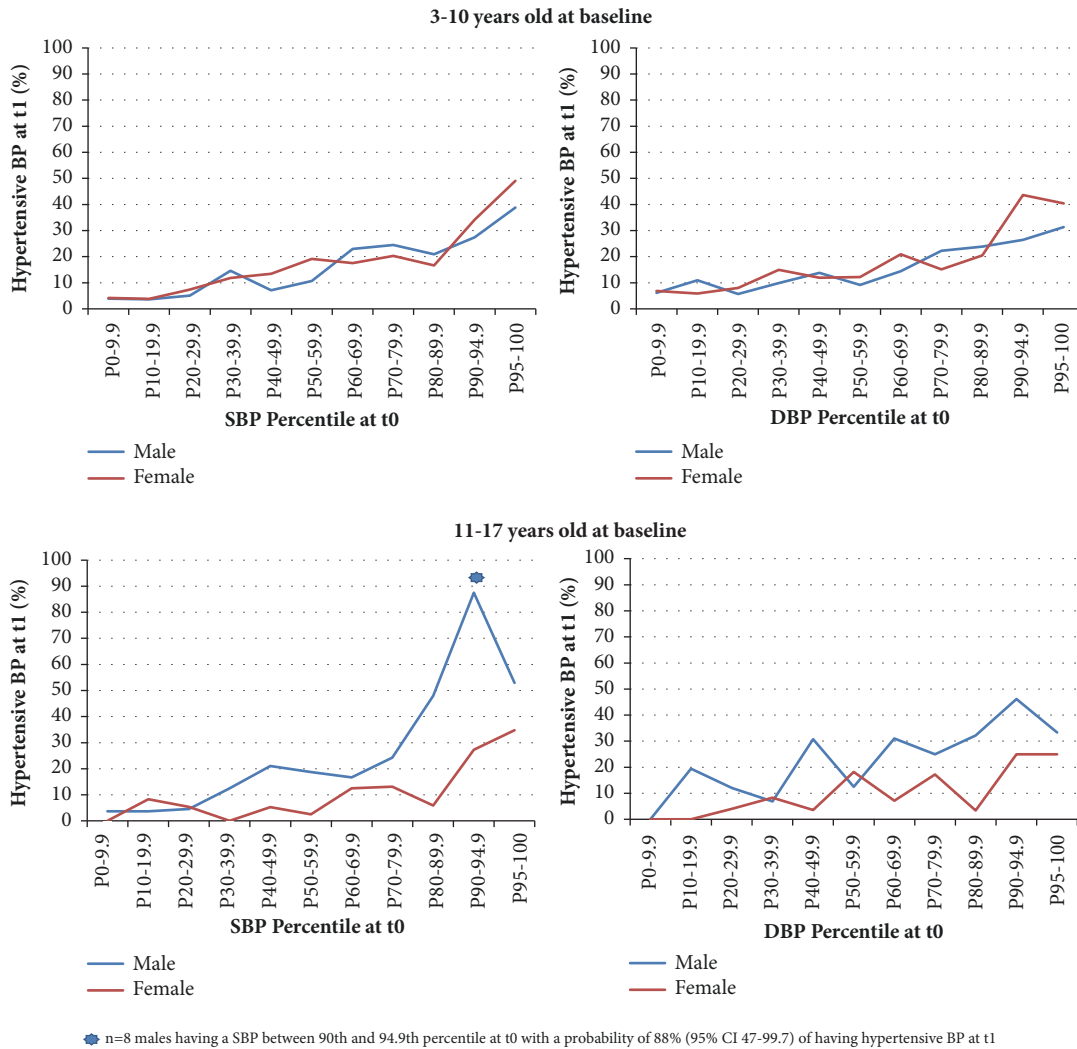 3-10 years old at baseline
Hypertensive BP at t1 (%)
100
90
80
70
60
50
40
30
20
10
0
P0-9.9
P10-19.9
P20-29.9
P30-39.9
P40-49.9
P50-59.9
P60-69.9
P70-79.9
P80-89.9
P90-94.9
P95-100
SBP Percentile at t0
Male
Female
Hypertensive BP at t1 (%)
100
90
80
70
60
50
40
30
20
10
0
P0-9.9
P10-19.9
P20-29.9
P30-39.9
P40-49.9
P50-59.9
P60-69.9
P70-79.9
P80-89.9
P90-94.9
P95-100
DBP Percentile at t0
Male
Female
11-17 years old at baseline
Hypertensive BP at t1 (%)
100
90
80
70
60
50
40
30
20
10
0
P0-9.9
P10-19.9
P20-29.9
P30-39.9
P40-49.9
P50-59.9
P60-69.9
P70-79.9
P80-89.9
P90-94.9
P95-100
SBP Percentile at t0
Male
Female
Hypertensive BP at t1 (%)
100
90
80
70
60
50
40
30
20
10
0
P0-9.9
P10-19.9
P20-29.9
P30-39.9
P40-49.9
P50-59.9
P60-69.9
P70-79.9
P80-89.9
P90-94.9
P95-100
DBP Percentile at t0
Male
Female
n=8 males having a SBP between 90th and 94.9th percentile at t0 with a probability of 88% (95% CI 47-99.7) of having hypertensive BP at t1